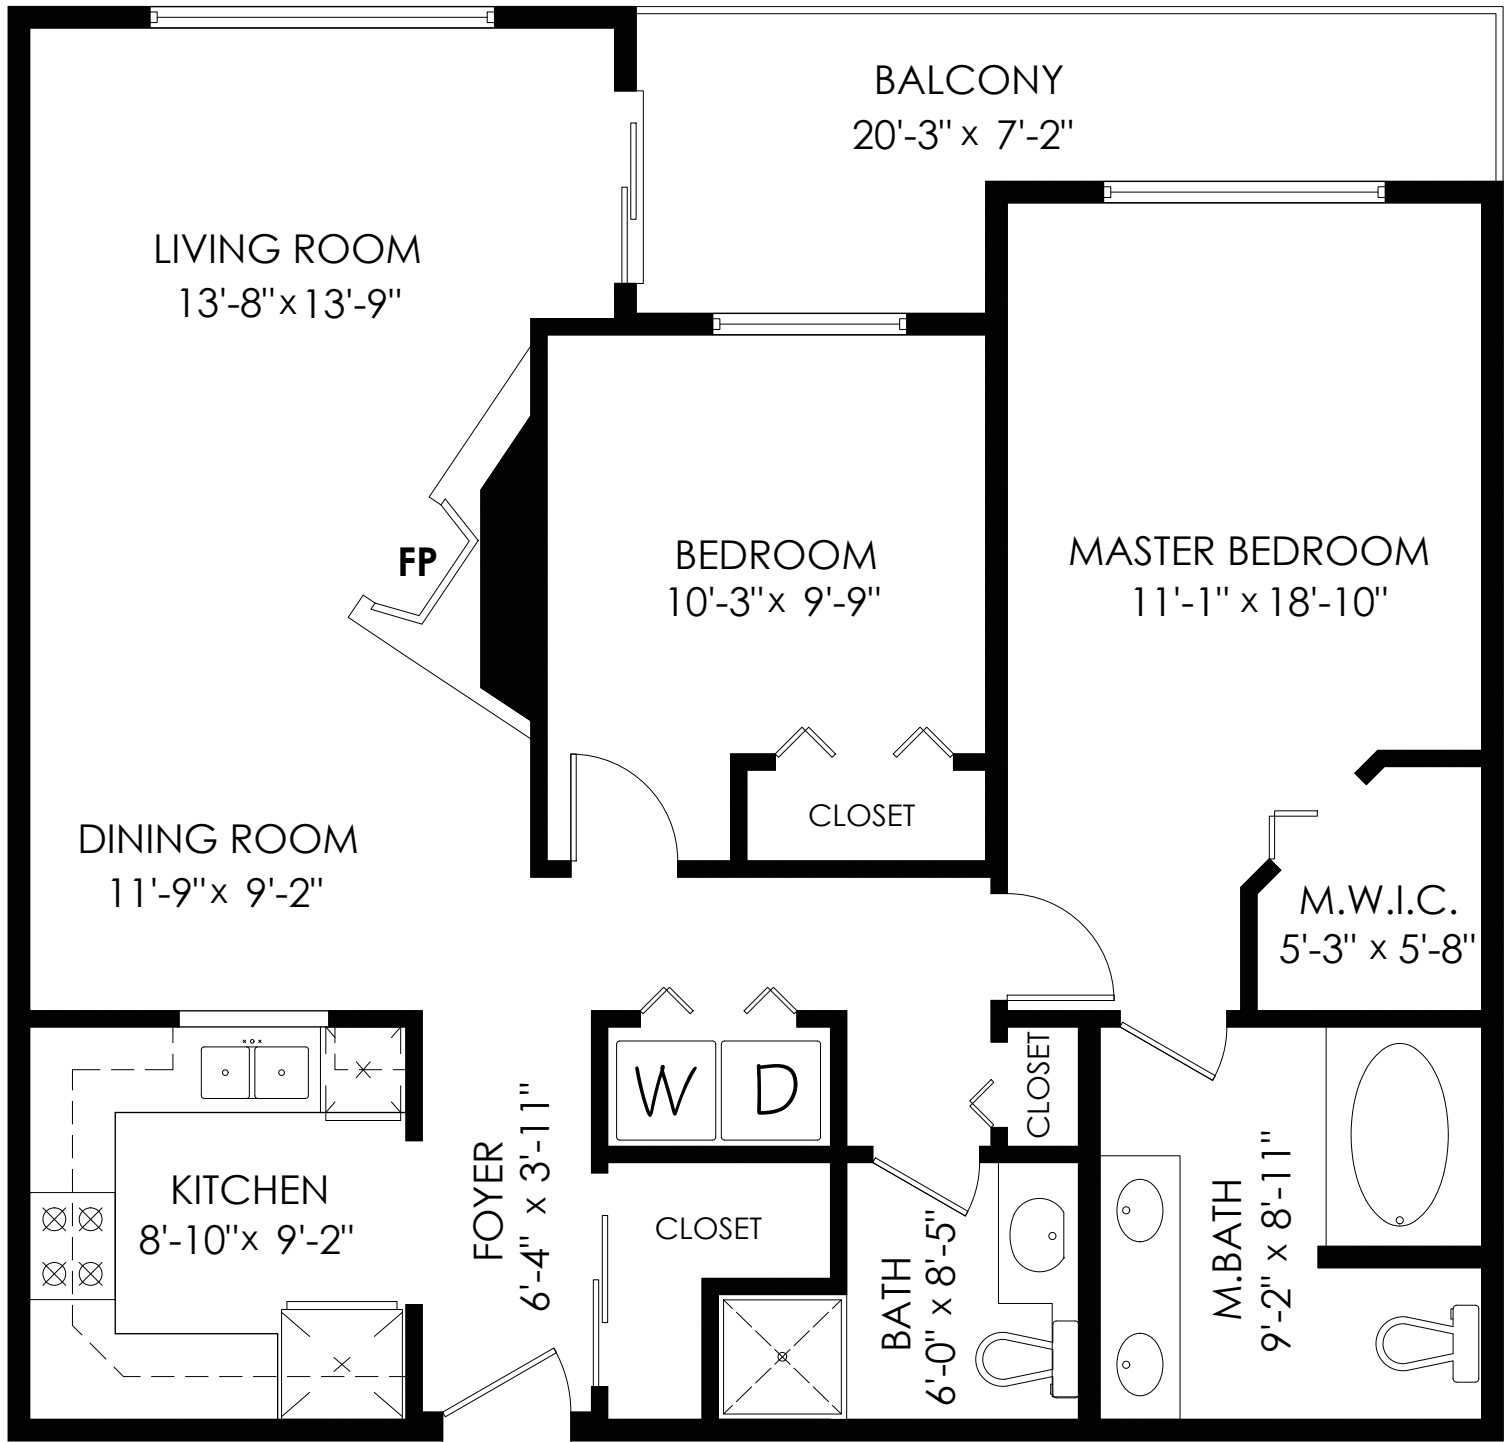 BALCONY
20'-3" x 7'-2"
LIVING ROOM
13'-8" x 13'-9"
FP
BEDROOM
10'-3" x 9'-9"
MASTER BEDROOM
11'-1" x 18'-10"
CLOSET
DINING ROOM
11'-9" x 9'-2"
M.W.I.C.
5'-3" x 5'-8"
W D
CLOSET
KITCHEN
8'-10" x 9'-2"
FOYER
6'-4" x 3'-11"
CLOSET
BATH
6'-0" x 8'-5"
M.BATH
9'-2" x 8'-11"